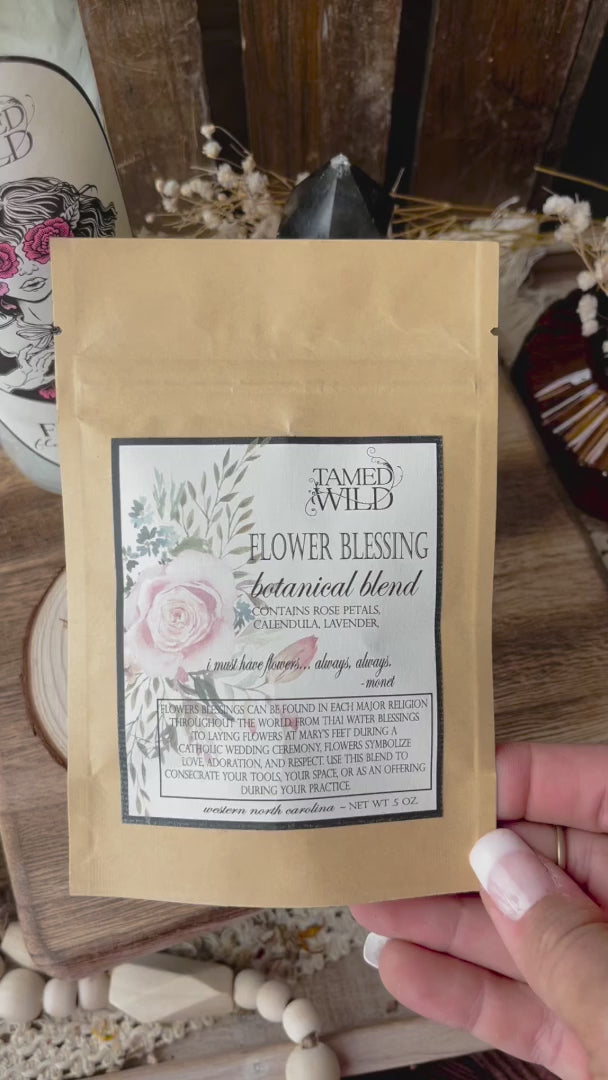 TAMED
WILD
FLOWER BLESSING
botanical blend
CONTAINS ROSE PETALS,
CALENDULA, LAVENDER,
i must have flowers... always, always.
-monet
FLOWERS BLESSINGS CAN BE FOUND IN EACH MAJOR RELIGION
THROUGHOUT THE WORLD. FROM THAI WATER BLESSINGS
TO LAYING FLOWERS AT MARY'S FEET DURING A
CATHOLIC WEDDING CEREMONY, FLOWERS SYMBOLIZE
LOVE, ADORATION, AND RESPECT. USE THIS BLEND TO
CONSECRATE YOUR TOOLS, YOUR SPACE, OR AS AN OFFERING
DURING YOUR PRACTICE.
western north carolina ~ NET WT .5 OZ.